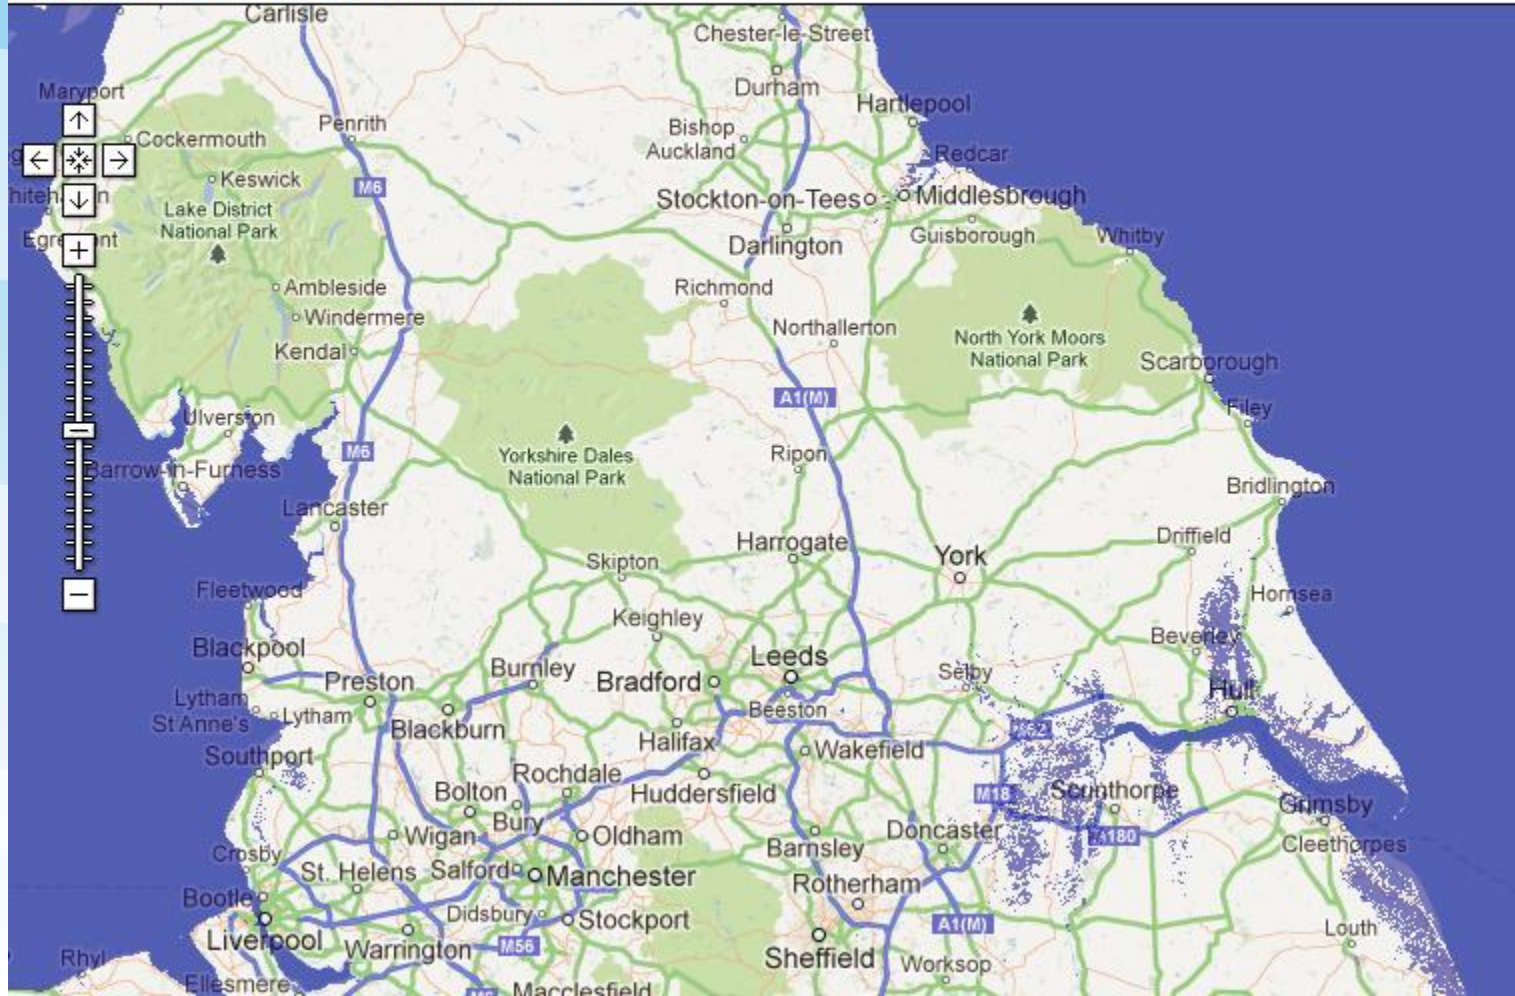 Carlisle
Chester-le-Street
Durham
Maryport
Hartlepool
Penrith
Bishop
Auckland
Cockermouth
Redcar
Keswick
M6
Stockton-on-Tees
Middlesbrough
Lake District
National Park
Darlington
Guisborough
Whitby
Egremont
Ambleside
Richmond
Windermere
Northallerton
North York Moors
National Park
Kendal
Scarborough
A1(M)
Filey
Ulverston
M6
Yorkshire Dales
National Park
Ripon
Barrow-in-Furness
Bridlington
Lancaster
Driffield
Harrogate
York
Skipton
Fleetwood
Hornsea
Keighley
Beverley
Blackpool
Leeds
Burnley
Selby
Preston
Bradford
Hull
Lytham
St Anne's
Lytham
Beeston
Blackburn
M62
Halifax
Wakefield
Southport
Rochdale
Bolton
Huddersfield
M18
Scunthorpe
Grimsby
Bury
Wigan
Oldham
Doncaster
A180
Crosby
Barnsley
Cleethorpes
St. Helens
Salford
Manchester
Rotherham
Bootle
Didsbury
Stockport
A1(M)
Louth
Liverpool
Warrington
M56
Sheffield
Rhyl
Worksop
Ellesmere
Macclesfield